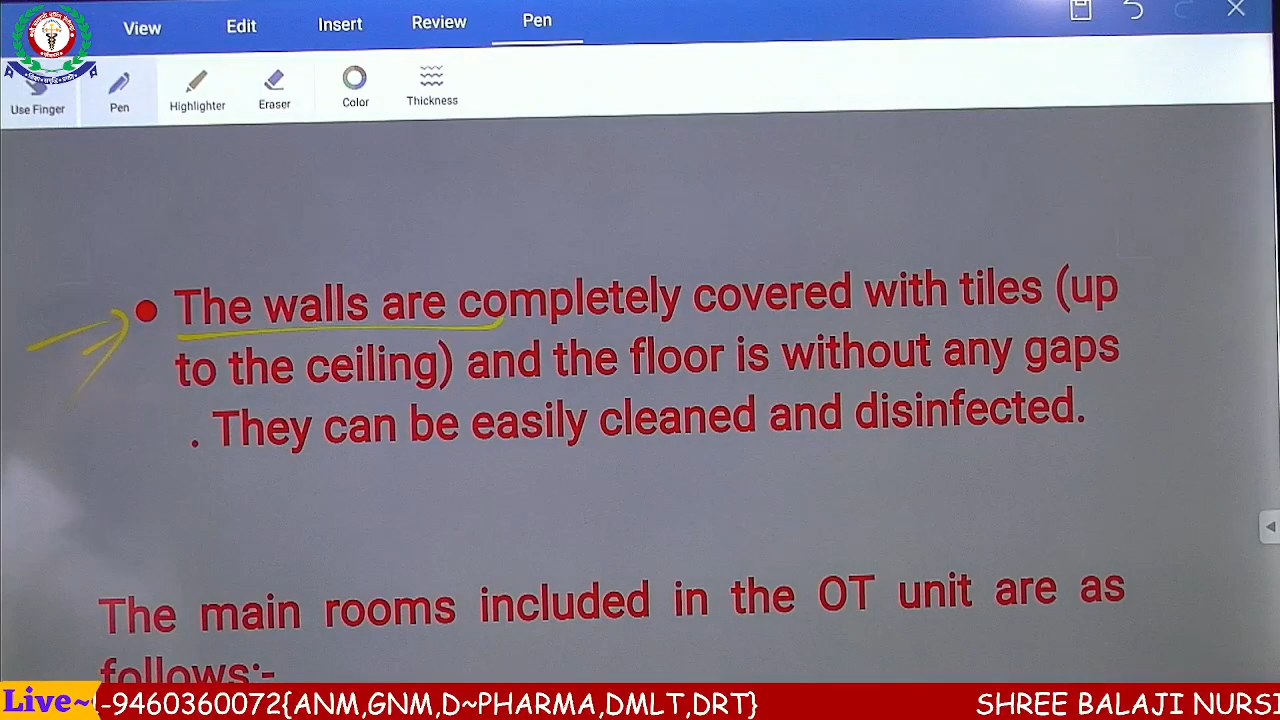 View Edit Insert Review Pen
Use Finger Pen Highlighter Eraser Color Thickness
● The walls are completely covered with tiles (up
to the ceiling) and the floor is without any gaps
. They can be easily cleaned and disinfected.
The main rooms included in the OT unit are as
follows:-
Live~ -9460360072{ANM,GNM,D~PHARMA,DMLT,DRT} SHREE BALAJI NURSI